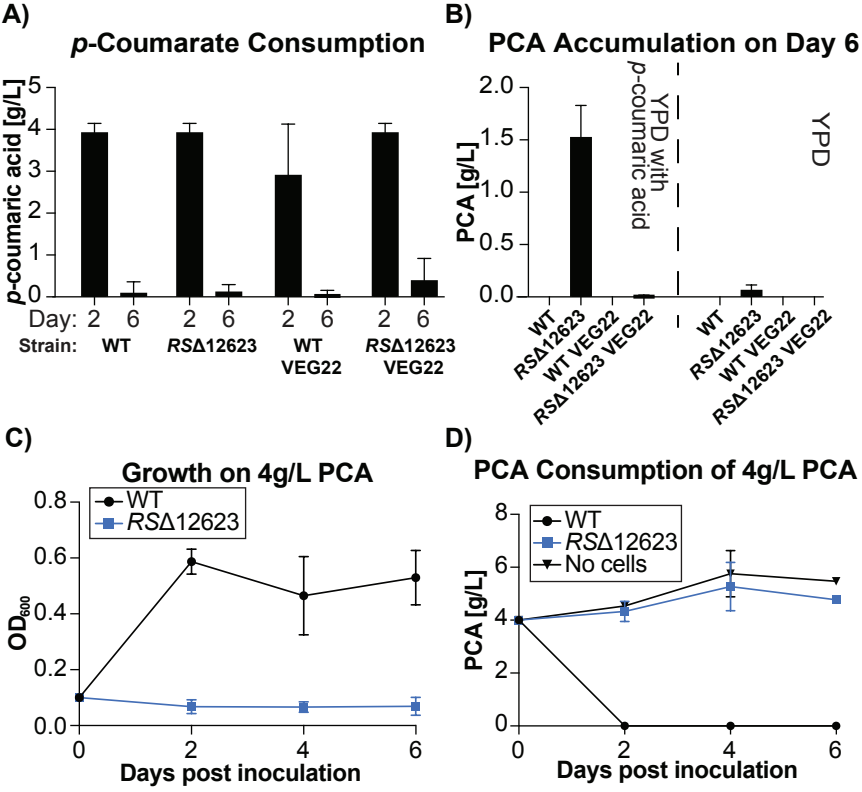 A)
p-Coumarate Consumption
p-coumaric acid [g/L]
5
4
3
2
1
0
Day: 2 6 2 6 2 6 2 6
Strain: WT RSΔ12623 WT VEG22 RSΔ12623 VEG22
B)
PCA Accumulation on Day 6
PCA [g/L]
2.0
1.5
1.0
0.5
0.0
YPD with
p-coumaric acid
YPD
WT
RSΔ12623
WT VEG22
RSΔ12623 VEG22
WT
RSΔ12623
WT VEG22
RSΔ12623 VEG22
C)
Growth on 4g/L PCA
WT
RSΔ12623
OD600
0.8
0.6
0.4
0.2
0.0
0 2 4 6
Days post inoculation
D)
PCA Consumption of 4g/L PCA
WT
RSΔ12623
No cells
PCA [g/L]
8
6
4
2
0
0 2 4 6
Days post inoculation